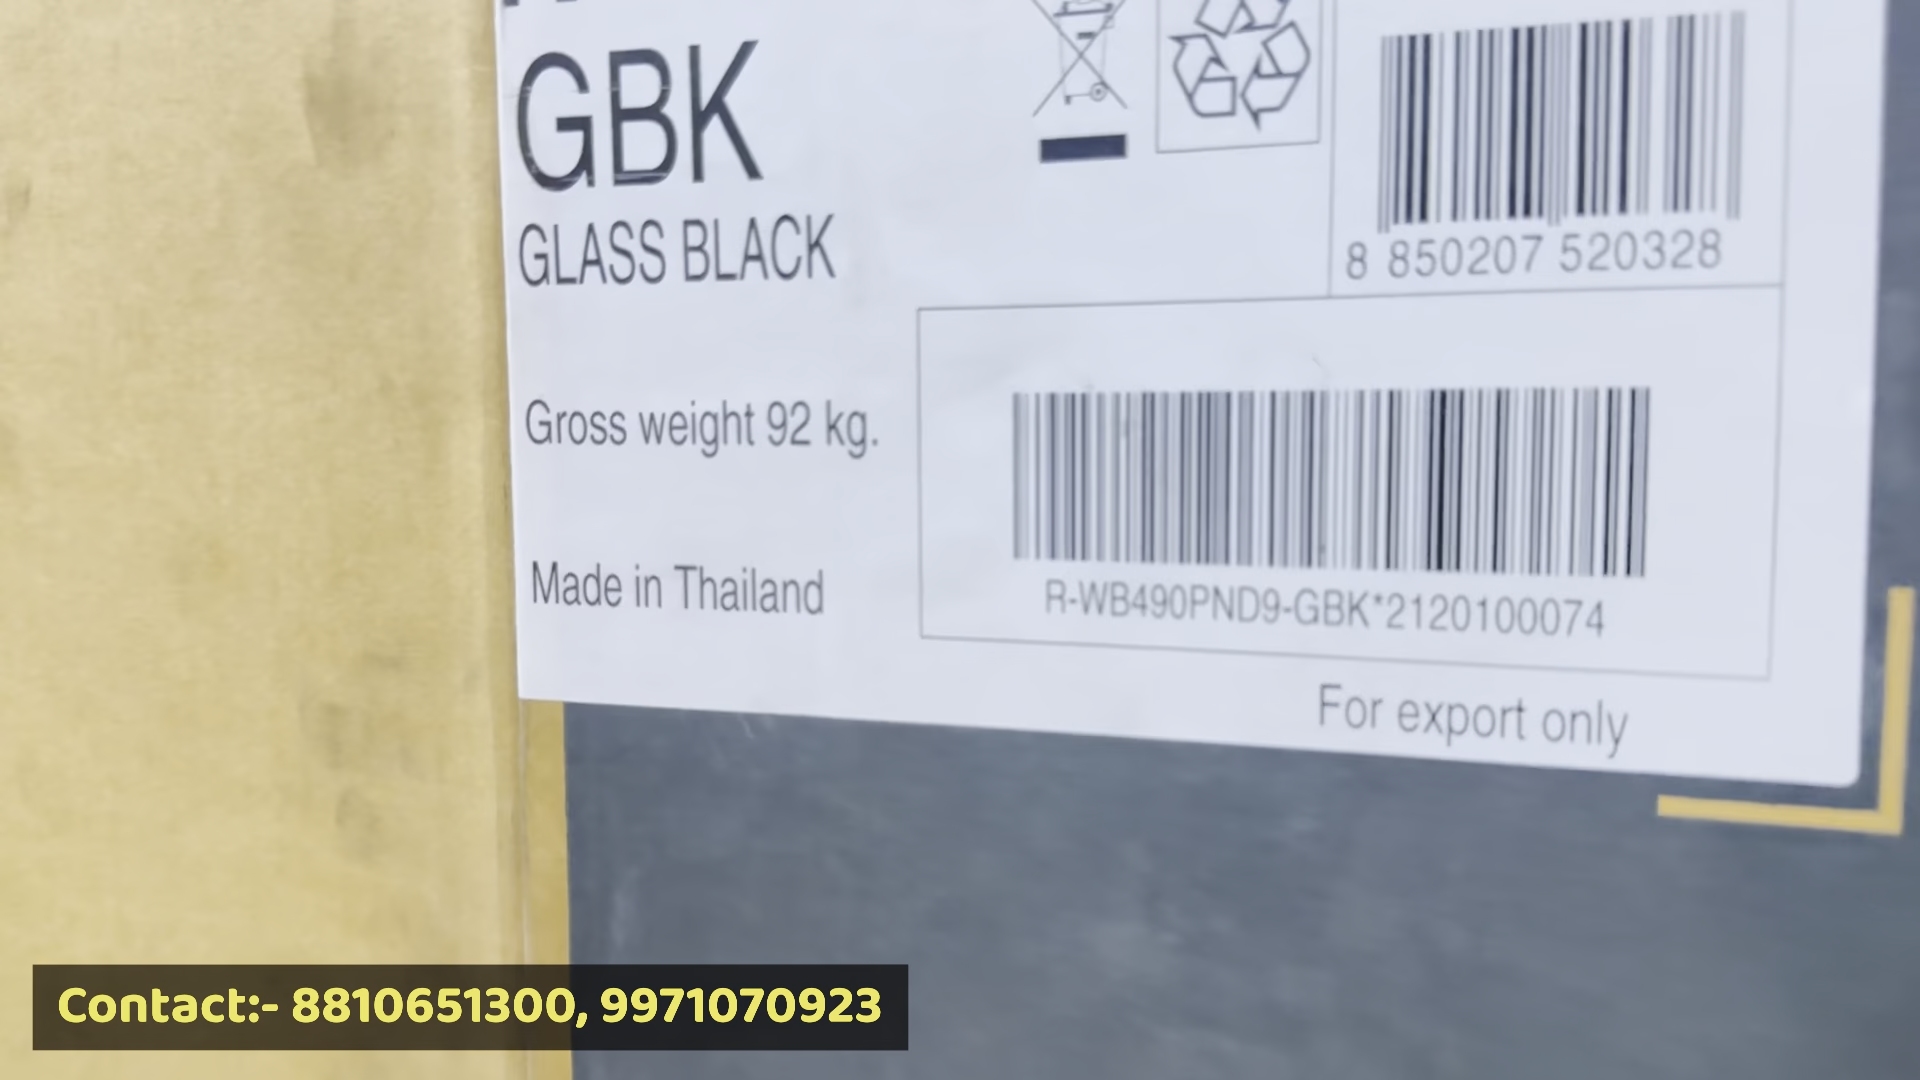 GBK
GLASS BLACK
8 850207 520328
Gross weight 92 kg.
Made in Thailand
R-WB490PND9-GBK*2120100074
For export only
Contact:- 8810651300, 9971070923